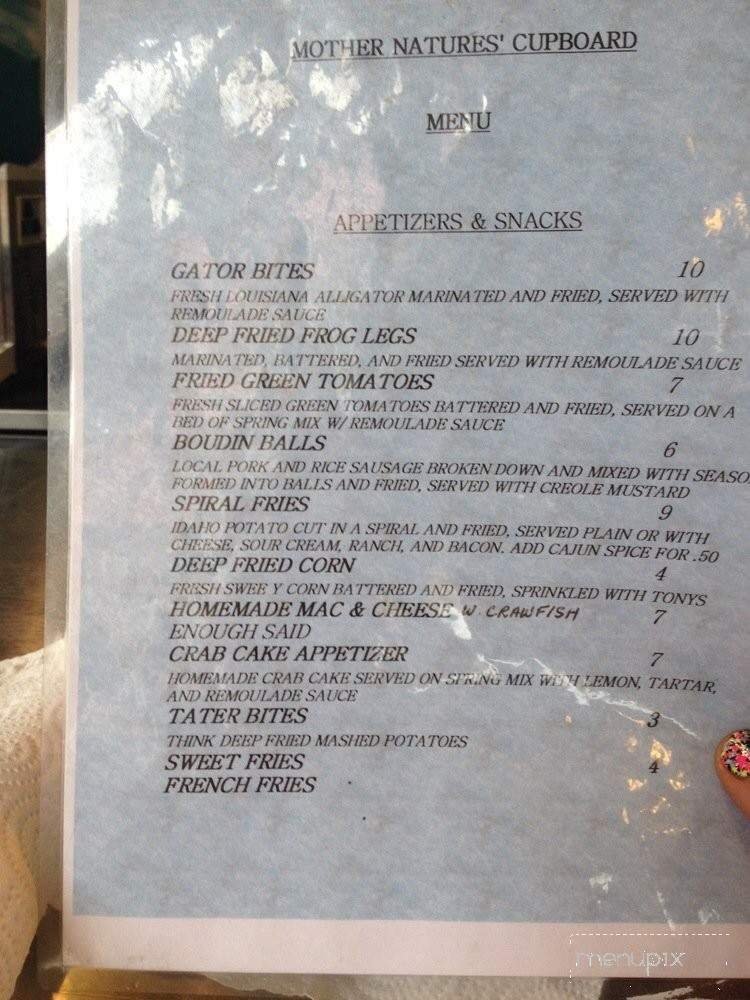 MOTHER NATURES' CUPBOARD
MENU
APPETIZERS & SNACKS
GATOR BITES 10
FRESH LOUISIANA ALLIGATOR MARINATED AND FRIED, SERVED WITH
REMOULADE SAUCE
DEEP FRIED FROG LEGS 10
MARINATED, BATTERED, AND FRIED SERVED WITH REMOULADE SAUCE
FRIED GREEN TOMATOES 7
FRESH SLICED GREEN TOMATOES BATTERED AND FRIED, SERVED ON A
BED OF SPRING MIX W/ REMOULADE SAUCE
BOUDIN BALLS 6
LOCAL PORK AND RICE SAUSAGE BROKEN DOWN AND MIXED WITH SEASO
FORMED INTO BALLS AND FRIED, SERVED WITH CREOLE MUSTARD
SPIRAL FRIES 9
IDAHO POTATO CUT IN A SPIRAL AND FRIED, SERVED PLAIN OR WITH
CHEESE, SOUR CREAM, RANCH, AND BACON. ADD CAJUN SPICE FOR .50
DEEP FRIED CORN 4
FRESH SWEE Y CORN BATTERED AND FRIED, SPRINKLED WITH TONYS
HOMEMADE MAC & CHEESE W. CRAWFISH 7
ENOUGH SAID
CRAB CAKE APPETIZER 7
HOMEMADE CRAB CAKE SERVED ON SPRING MIX WITH LEMON, TARTAR,
AND REMOULADE SAUCE
TATER BITES 3
THINK DEEP FRIED MASHED POTATOES
SWEET FRIES 4
FRENCH FRIES
menupix